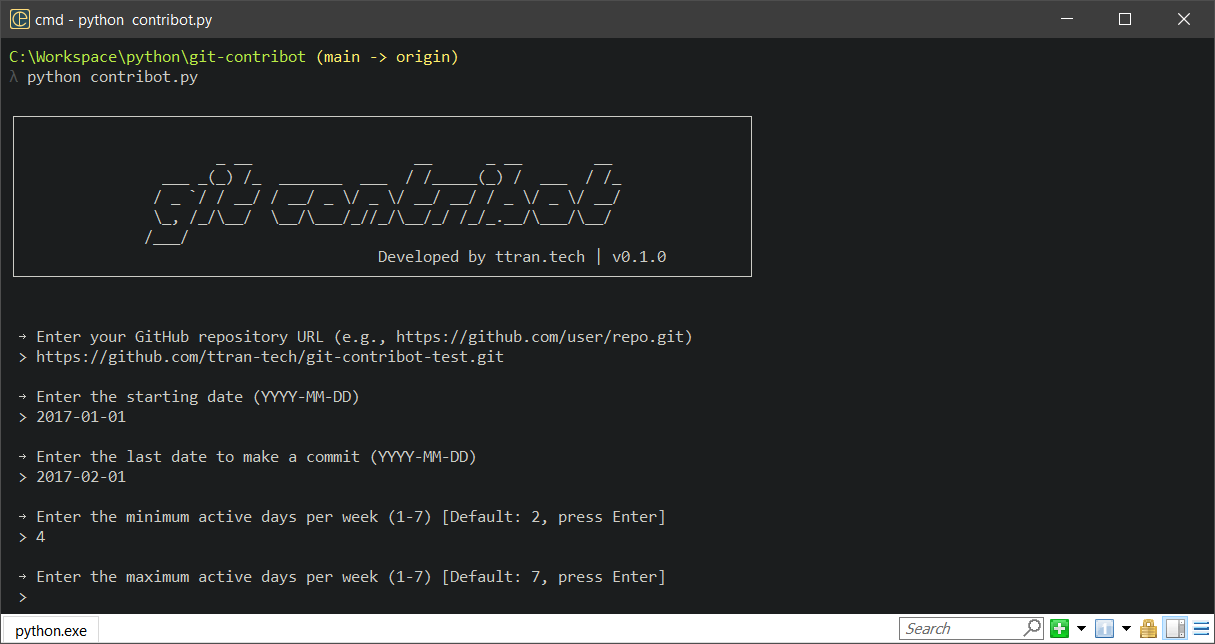 cmd - python  contribot.py
C:\Workspace\python\git-contribot (main -> origin)
λ python contribot.py
git contribot
Developed by ttran.tech | v0.1.0
→ Enter your GitHub repository URL (e.g., https://github.com/user/repo.git)
> https://github.com/ttran-tech/git-contribot-test.git
→ Enter the starting date (YYYY-MM-DD)
> 2017-01-01
→ Enter the last date to make a commit (YYYY-MM-DD)
> 2017-02-01
→ Enter the minimum active days per week (1-7) [Default: 2, press Enter]
> 4
→ Enter the maximum active days per week (1-7) [Default: 7, press Enter]
>
python.exe
Search